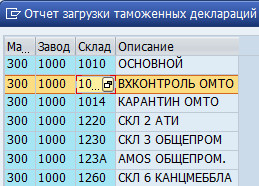 Отчет загрузки таможенных деклараций
Ма... Завод Склад Описание
300 1000 1010 ОСНОВНОЙ
300 1000 10... ВХКОНТРОЛЬ ОМТО
300 1000 1014 КАРАНТИН ОМТО
300 1000 1220 СКЛ 2 АТИ
300 1000 1230 СКЛ 3 ОБЩЕПРОМ
300 1000 123A AMOS ОБЩЕПРОМ.
300 1000 1260 СКЛ 6 КАНЦМЕББЛА